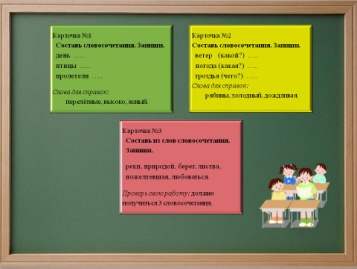 Карточка №1
Составь словосочетания. Запиши.
день ......
птицы ......
пролетели ......
Слова для справок:
перелётные, высоко, ясный.
Карточка №2
Составь словосочетания. Запиши.
ветер (какой?) ......
погода (какая?) ......
гроздья (чего?) ......
Слова для справок:
рябины, холодный, дождливая.
Карточка №3
Составь из слов словосочетания.
Запиши.
реки, природой, берег, листва,
пожелтевшая, любоваться.
Проверь свою работу: должно
получиться 3 словосочетания.